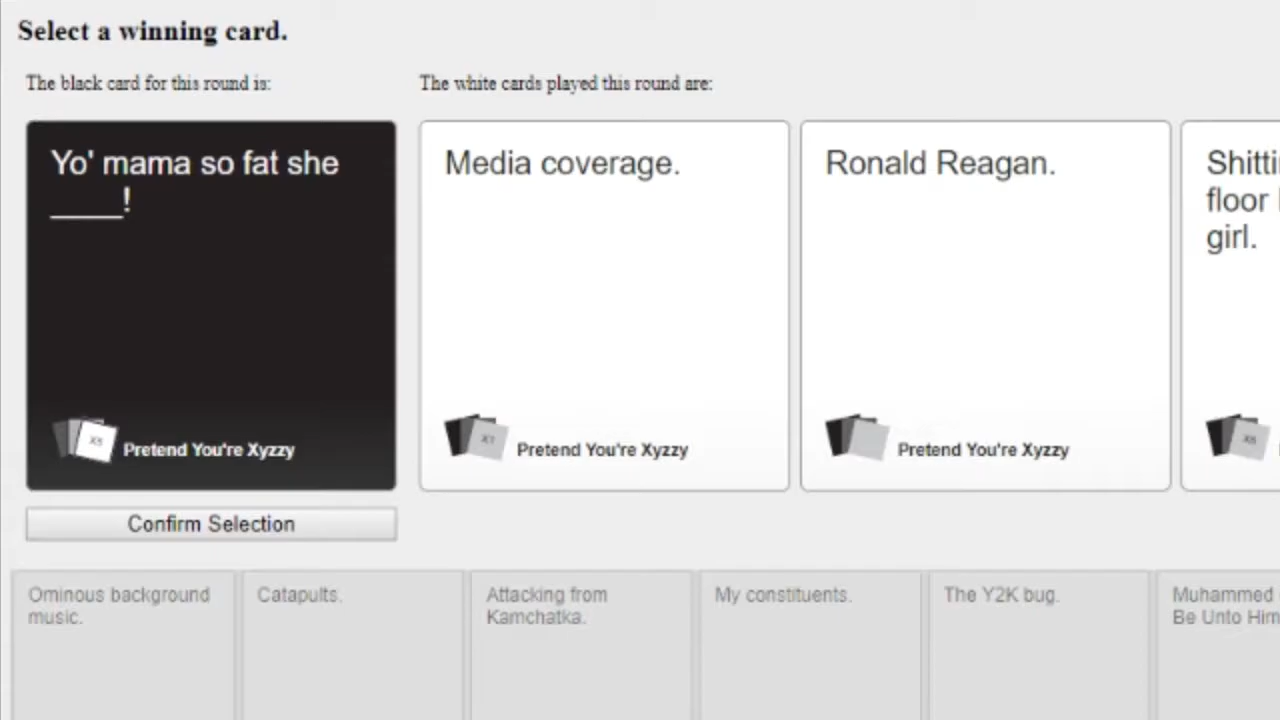 Select a winning card.
The black card for this round is:
The white cards played this round are:
Yo' mama so fat she
____!
X5
Pretend You're Xyzzy
Media coverage.
X1
Pretend You're Xyzzy
Ronald Reagan.
Pretend You're Xyzzy
floor
girl.
Confirm Selection
Ominous background
music.
Catapults.
Attacking from
Kamchatka.
My constituents.
The Y2K bug.
Muhammed
Be Unto Him